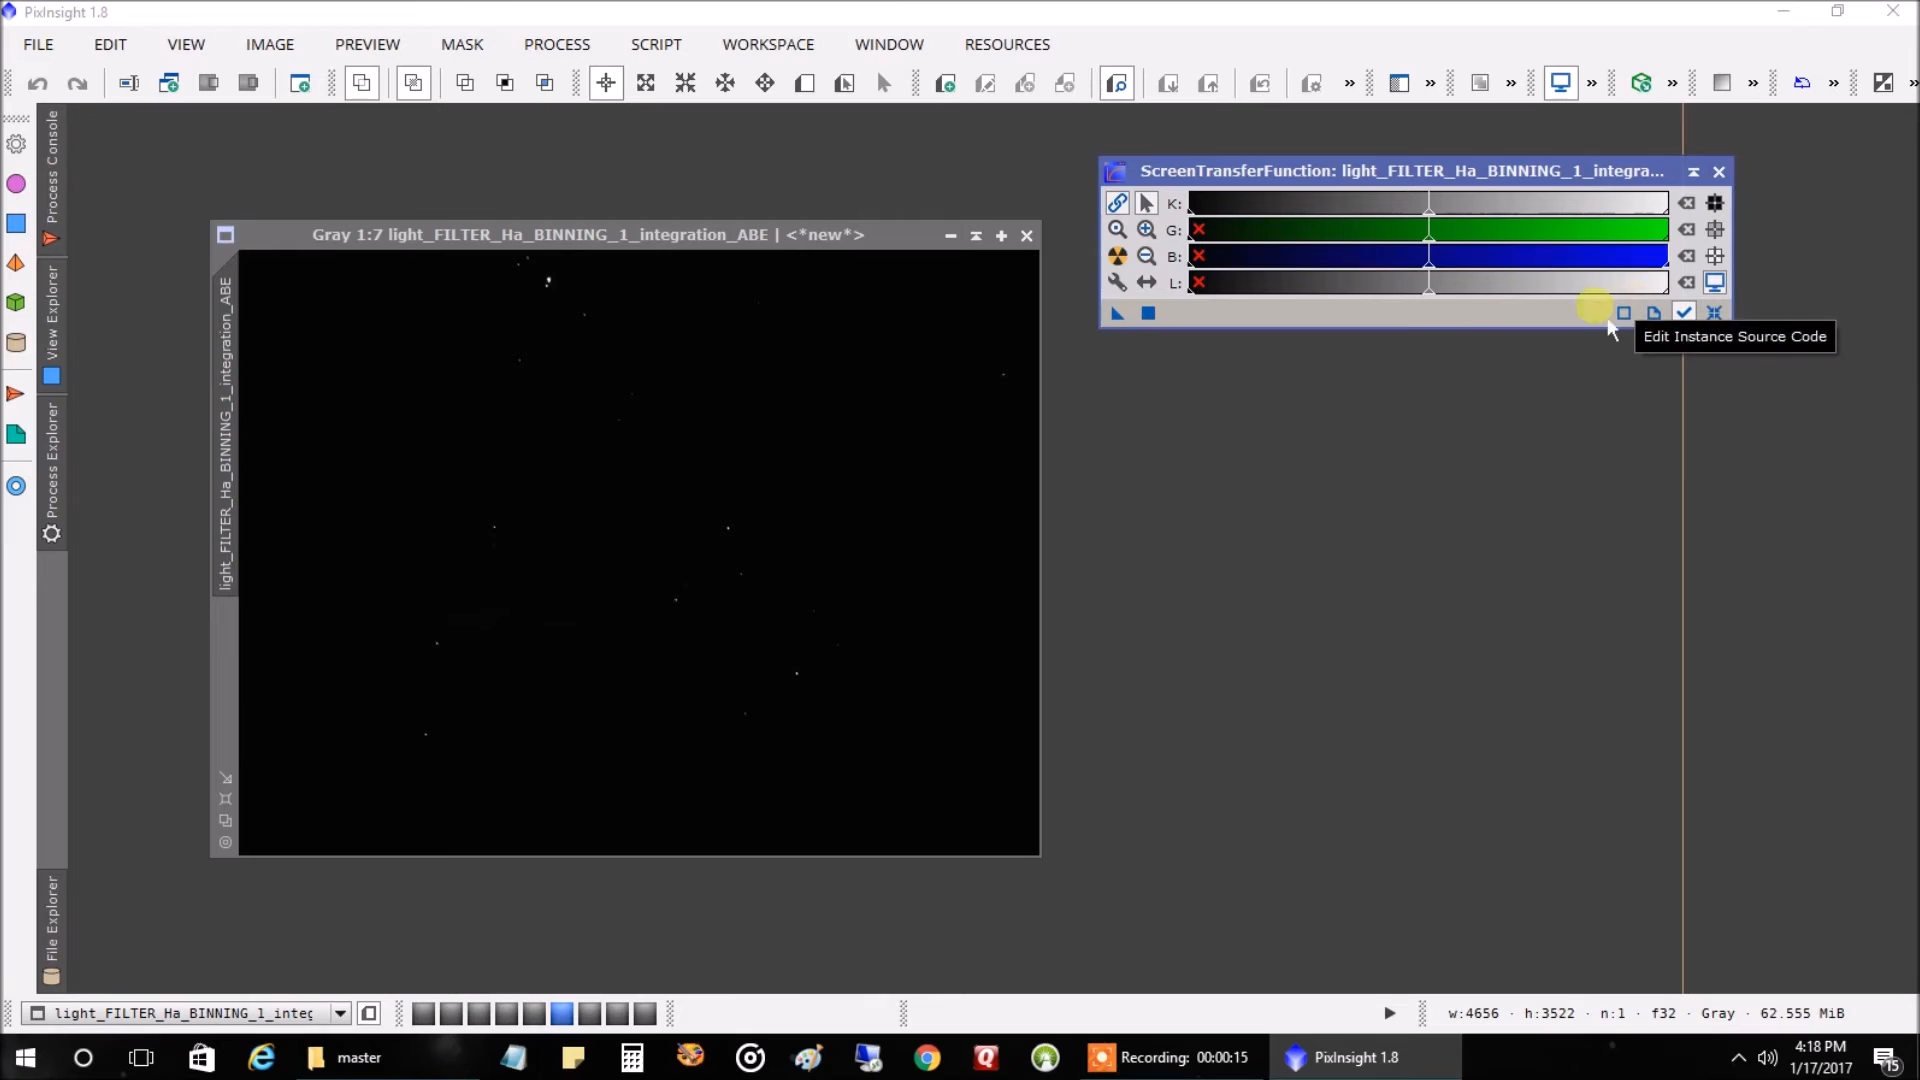 PixInsight 1.8
FILE EDIT VIEW IMAGE PREVIEW MASK PROCESS SCRIPT WORKSPACE WINDOW RESOURCES
Process Console
View Explorer
Process Explorer
File Explorer
Gray 1:7 light_FILTER_Ha_BINNING_1_integration_ABE | <*new*>
light_FILTER_Ha_BINNING_1_integration_ABE
ScreenTransferFunction: light_FILTER_Ha_BINNING_1_integra...
K:
G:
B:
L:
Edit Instance Source Code
light_FILTER_Ha_BINNING_1_integ
w:4656 · h:3522 · n:1 · f32 · Gray · 62.555 MiB
master
Recording: 00:00:15
PixInsight 1.8
4:18 PM
1/17/2017
15